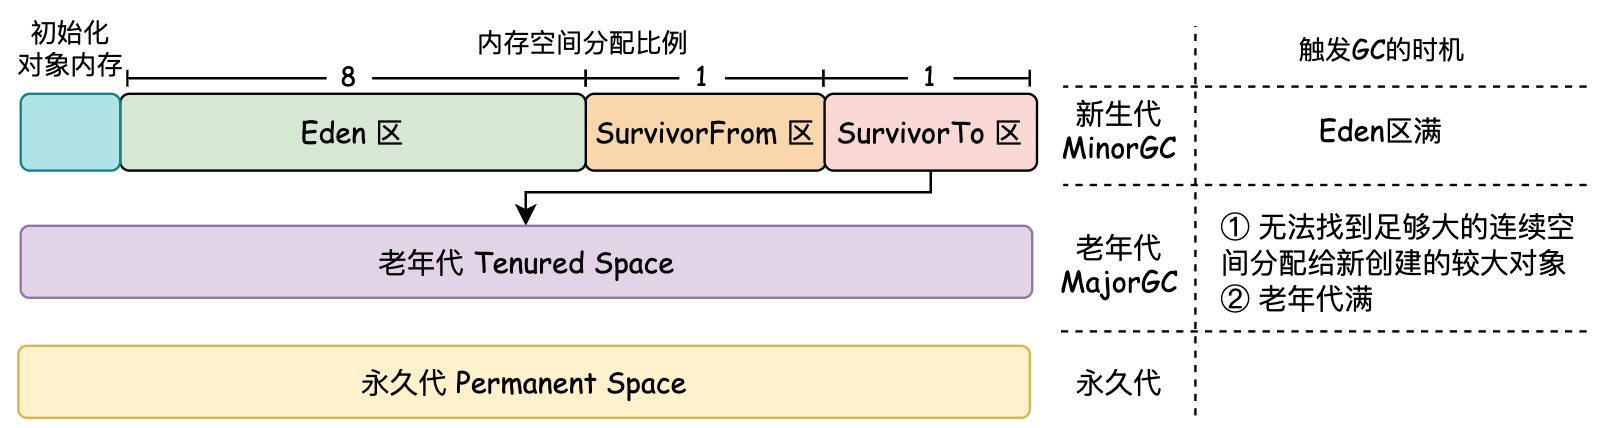 初始化
对象内存
内存空间分配比例
8
1
1
Eden 区
SurvivorFrom 区
SurvivorTo 区
老年代 Tenured Space
永久代 Permanent Space
触发GC的时机
新生代
MinorGC
Eden区满
老年代
MajorGC
① 无法找到足够大的连续空
间分配给新创建的较大对象
② 老年代满
永久代